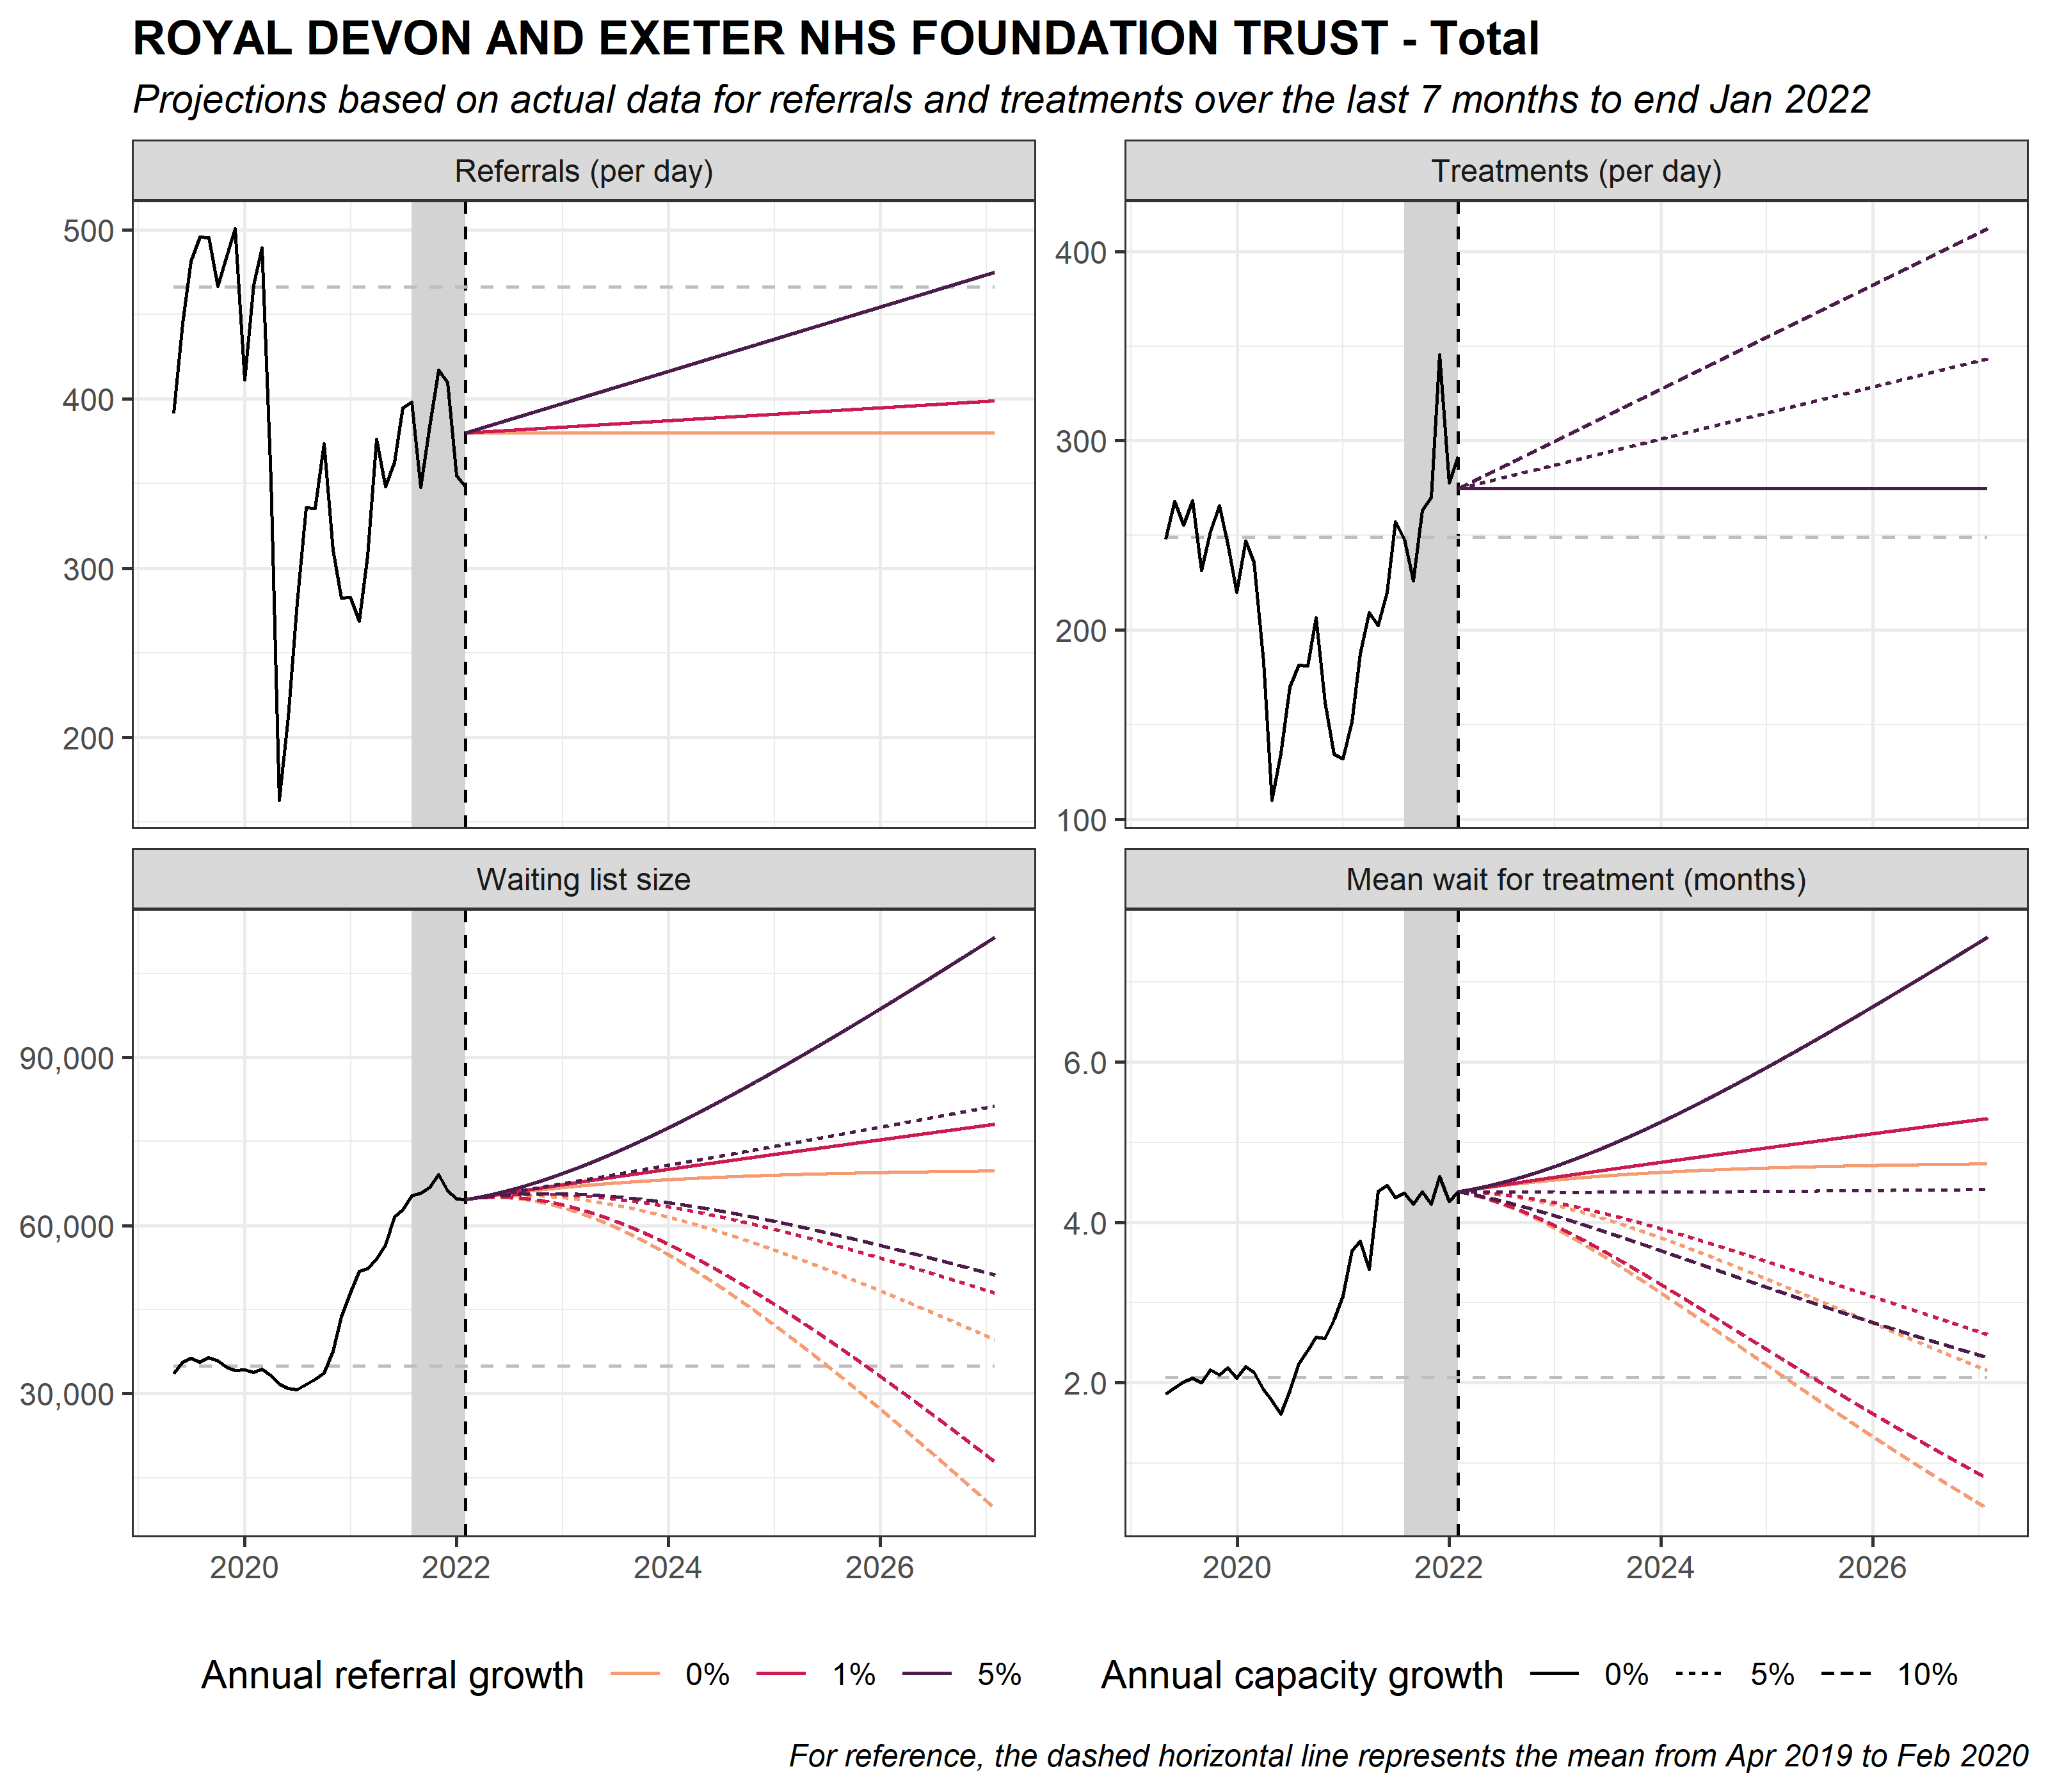 ROYAL DEVON AND EXETER NHS FOUNDATION TRUST - Total
Projections based on actual data for referrals and treatments over the last 7 months to end Jan 2022
Referrals (per day)
500
400
300
200
Treatments (per day)
400
300
200
100
Waiting list size
90,000
60,000
30,000
2020 2022 2024 2026
Mean wait for treatment (months)
6.0
4.0
2.0
2020 2022 2024 2026
Annual referral growth 0% 1% 5%
Annual capacity growth 0% 5% 10%
For reference, the dashed horizontal line represents the mean from Apr 2019 to Feb 2020